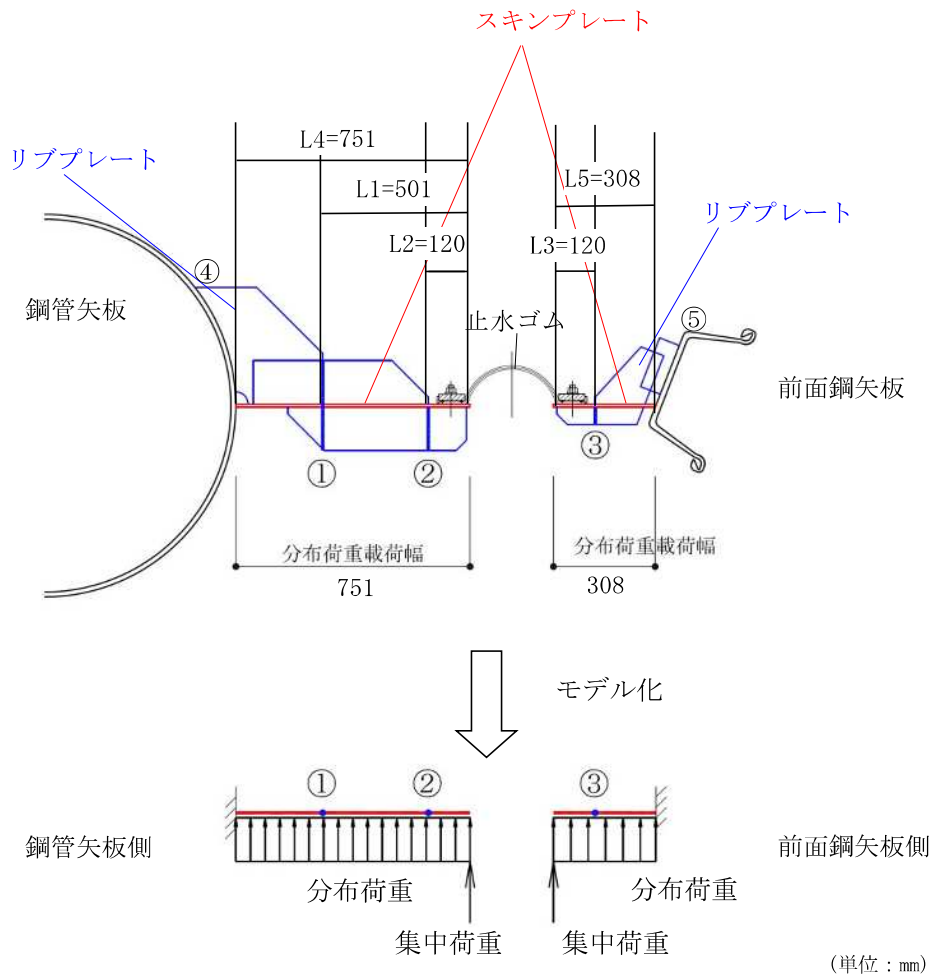 スキンプレート
L4=751
リブプレート
L1=501
L5=308
リブプレート
L2=120
L3=120
④
鋼管矢板
止水ゴム
⑤
前面鋼矢板
①
②
③
分布荷重載荷幅
分布荷重載荷幅
751
308
モデル化
①
②
③
鋼管矢板側
前面鋼矢板側
分布荷重
分布荷重
集中荷重
集中荷重
(単位：mm)